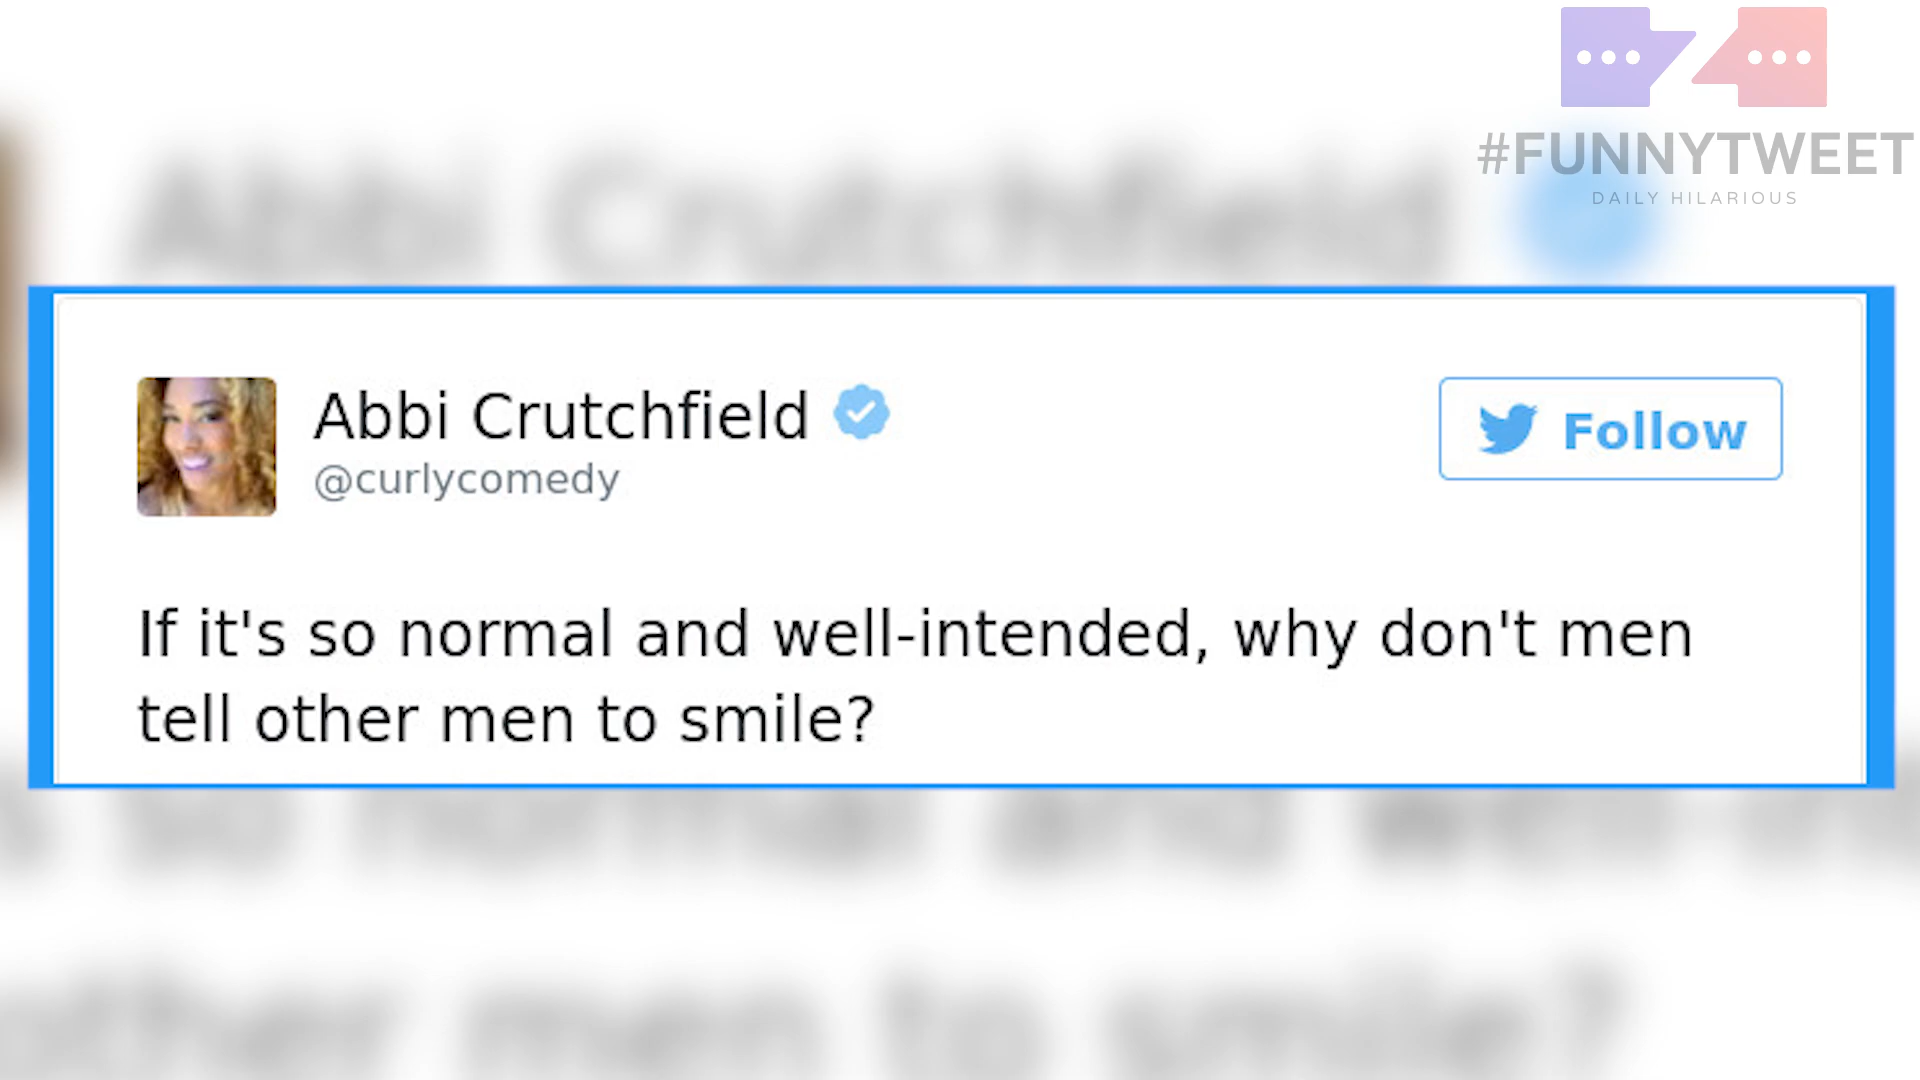 #FUNNYTWEET
DAILY HILARIOUS
Abbi Crutchfield
@curlycomedy
Follow
If it's so normal and well-intended, why don't men
tell other men to smile?